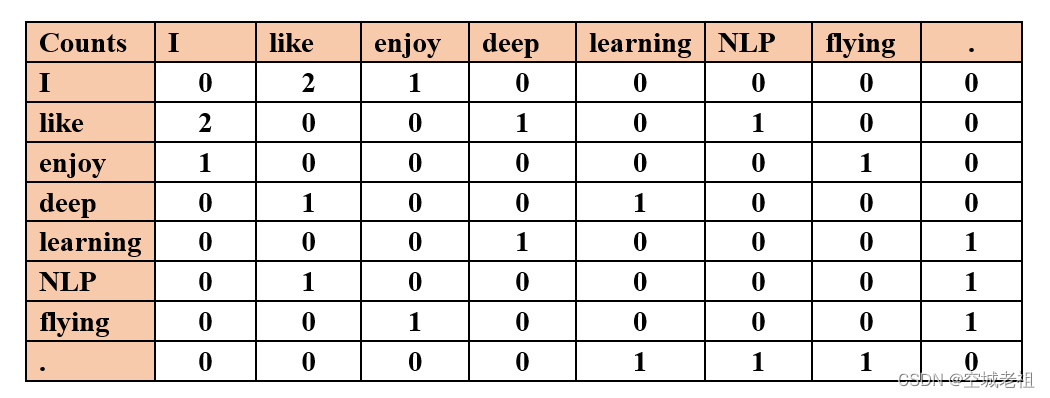 Counts I like enjoy deep learning NLP flying .
I 0 2 1 0 0 0 0 0
like 2 0 0 1 0 1 0 0
enjoy 1 0 0 0 0 0 1 0
deep 0 1 0 0 1 0 0 0
learning 0 0 0 1 0 0 0 1
NLP 0 1 0 0 0 0 0 1
flying 0 0 1 0 0 0 0 1
. 0 0 0 0 1 1 1 0
CSDN @空城老祖